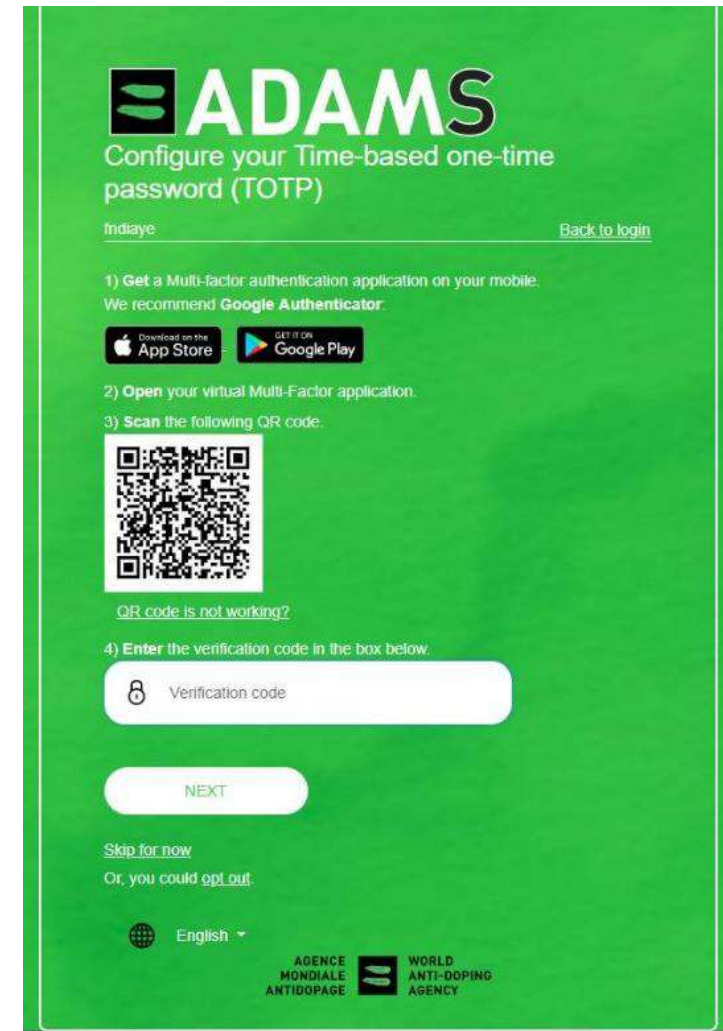 ADAMS
Configure your Time-based one-time
password (TOTP)
fndiaye Back to login
1) Get a Multi-factor authentication application on your mobile.
We recommend Google Authenticator:
Download on the
App Store
GET IT ON
Google Play
2) Open your virtual Multi-Factor application.
3) Scan the following QR code.
QR code is not working?
4) Enter the verification code in the box below.
Verification code
NEXT
Skip for now
Or, you could opt out.
English
AGENCE
MONDIALE
ANTIDOPAGE
WORLD
ANTI-DOPING
AGENCY